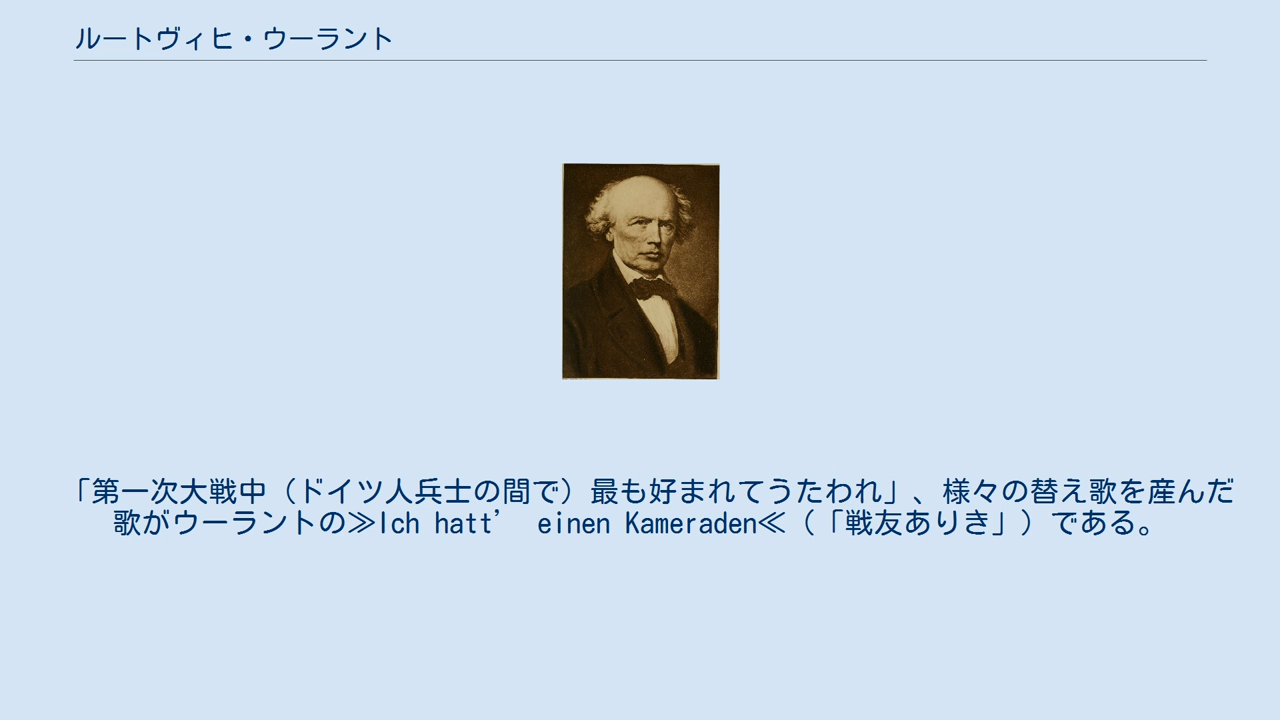 ルートヴィヒ・ウーラント
「第一次大戦中（ドイツ人兵士の間で）最も好まれてうたわれ」、様々の替え歌を産んだ
歌がウーラントの≫Ich hatt’ einen Kameraden≪（「戦友ありき」）である。